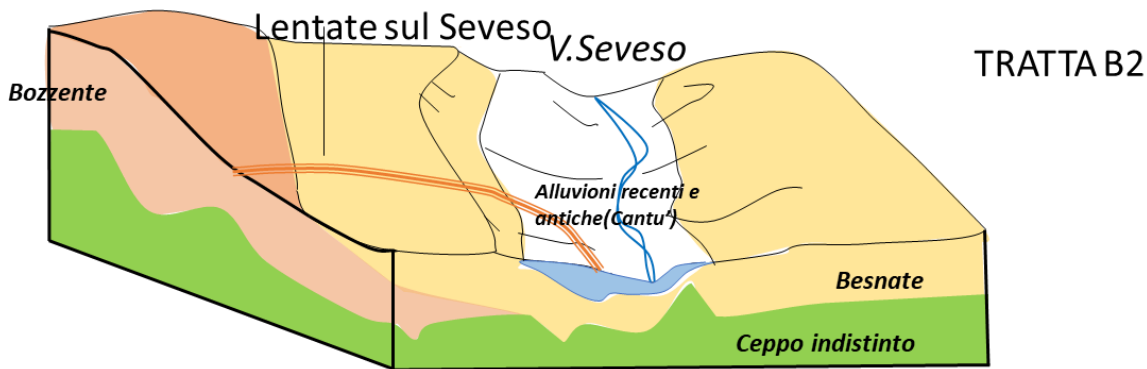 Lentate sul Seveso
V.Seveso
TRATTA B2
Bozzente
Alluvioni recenti e
antiche(Cantu')
Besnate
Ceppo indistinto